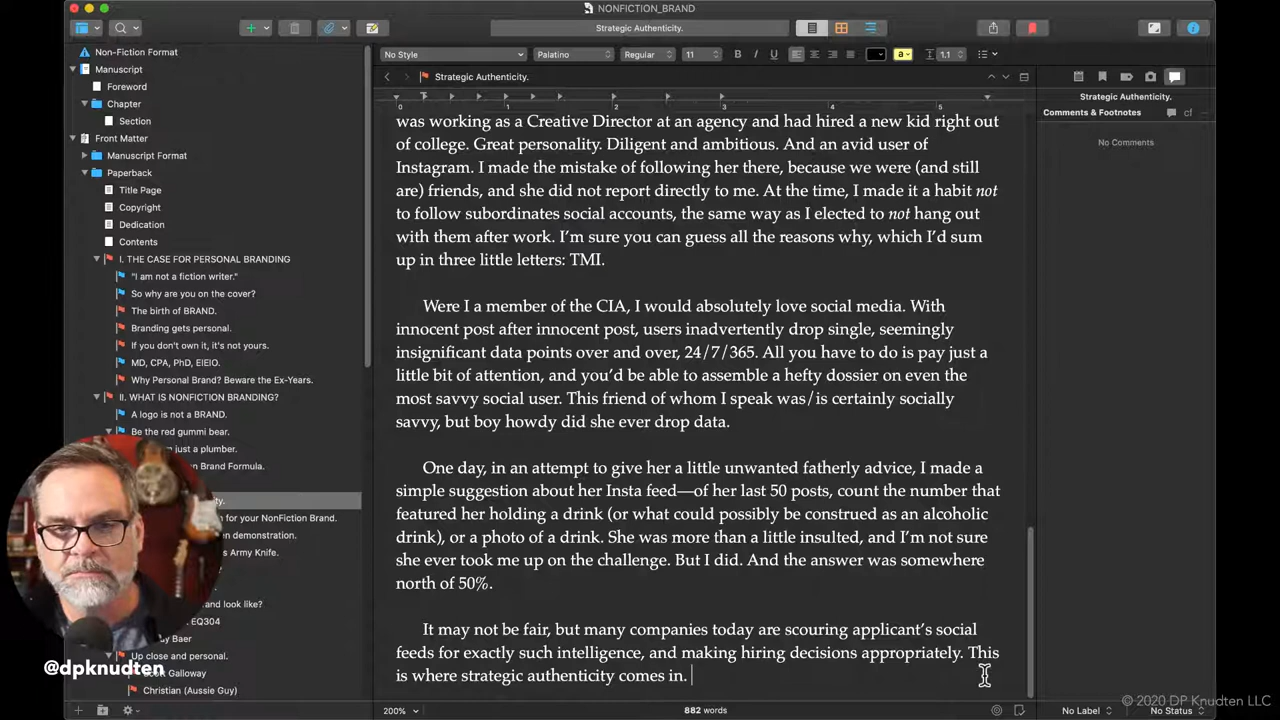 NONFICTION_BRAND
Strategic Authenticity.
No Style Palatino Regular 11 B I U a 1.1
Strategic Authenticity.
0 1 2 3 4 5
Non-Fiction Format
Manuscript
Foreword
Chapter
Section
Front Matter
Manuscript Format
Paperback
Title Page
Copyright
Dedication
Contents
I. THE CASE FOR PERSONAL BRANDING
"I am not a fiction writer."
So why are you on the cover?
The birth of BRAND.
Branding gets personal.
If you don't own it, it's not yours.
MD, CPA, PhD, EIEIO.
Why Personal Brand? Beware the Ex-Years.
II. WHAT IS NONFICTION BRANDING?
A logo is not a BRAND.
Be the red gummi bear.
just a plumber.
Brand Formula.
for your NonFiction Brand.
demonstration.
Army Knife.
and look like?
EQ304
Baer
Up close and personal.
Galloway
Christian (Aussie Guy)
was working as a Creative Director at an agency and had hired a new kid right out
of college. Great personality. Diligent and ambitious. And an avid user of
Instagram. I made the mistake of following her there, because we were (and still
are) friends, and she did not report directly to me. At the time, I made it a habit not
to follow subordinates social accounts, the same way as I elected to not hang out
with them after work. I'm sure you can guess all the reasons why, which I'd sum
up in three little letters: TMI.
Were I a member of the CIA, I would absolutely love social media. With
innocent post after innocent post, users inadvertently drop single, seemingly
insignificant data points over and over, 24/7/365. All you have to do is pay just a
little bit of attention, and you'd be able to assemble a hefty dossier on even the
most savvy social user. This friend of whom I speak was/is certainly socially
savvy, but boy howdy did she ever drop data.
One day, in an attempt to give her a little unwanted fatherly advice, I made a
simple suggestion about her Insta feed—of her last 50 posts, count the number that
featured her holding a drink (or what could possibly be construed as an alcoholic
drink), or a photo of a drink. She was more than a little insulted, and I'm not sure
she ever took me up on the challenge. But I did. And the answer was somewhere
north of 50%.
It may not be fair, but many companies today are scouring applicant's social
feeds for exactly such intelligence, and making hiring decisions appropriately. This
is where strategic authenticity comes in.
Strategic Authenticity.
Comments & Footnotes
No Comments
@dpknudten
200%
882 words
No Label
No Status
© 2020 DP Knudten LLC